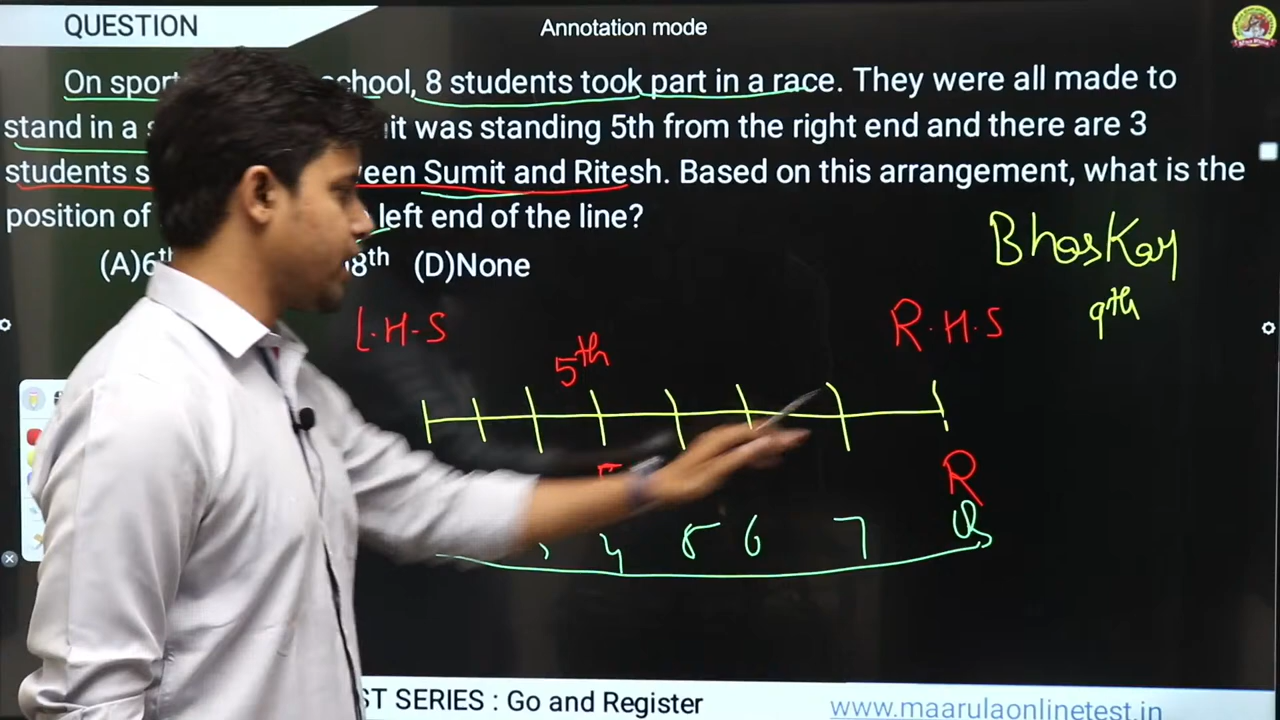 QUESTION
Annotation mode
On sport school, 8 students took part in a race. They were all made to
stand in a s it was standing 5th from the right end and there are 3
students s ween Sumit and Ritesh. Based on this arrangement, what is the
position of left end of the line?
(A)6th 8th (D)None
Bhaskar
9th
L.H.S
R.H.S
5th
R
4 5 6 7 8
ST SERIES : Go and Register
www.maarulaonlinetest.in